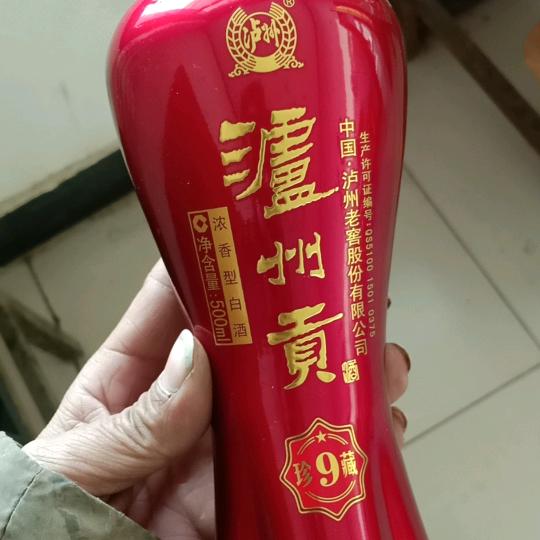 泸州
®
瀘州贡
酒
中国·泸州老窖股份有限公司
生产许可证编号:QS5100 1501 0375
浓香型白酒
净含量:500ml
珍9藏